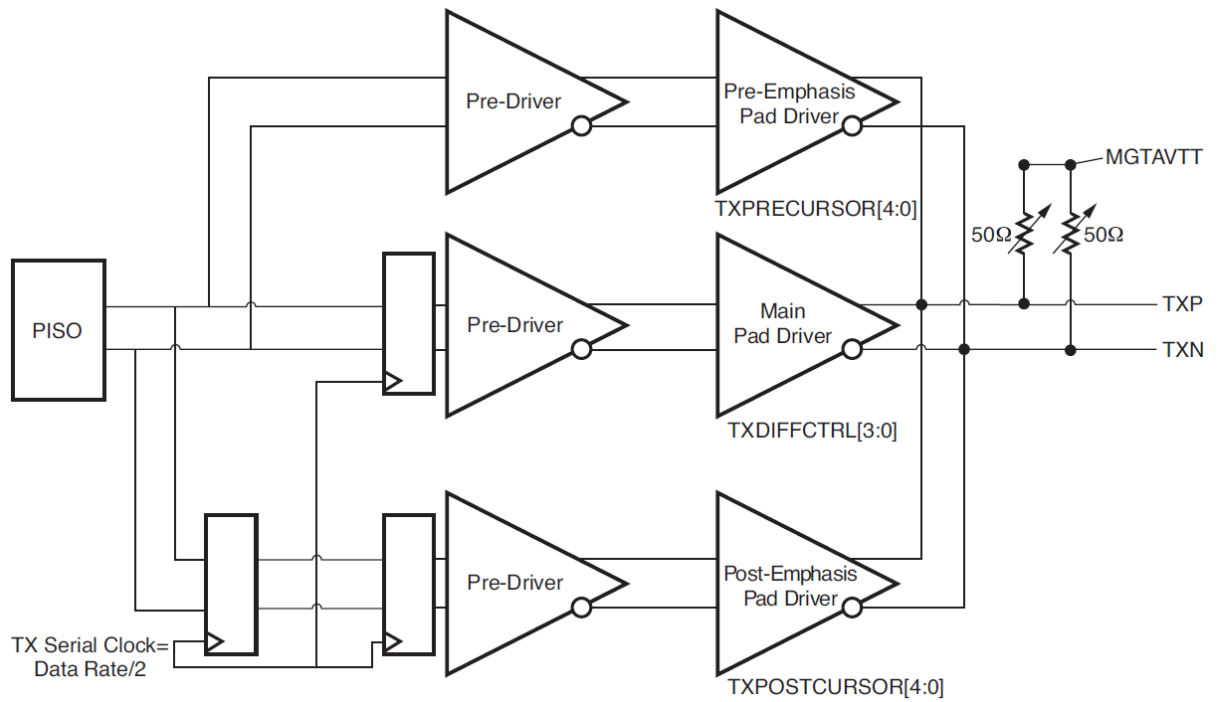 Pre-Driver
Pre-Emphasis
Pad Driver
MGTAVTT
TXPRECURSOR[4:0]
50Ω
50Ω
PISO
Pre-Driver
Main
Pad Driver
TXP
TXN
TXDIFFCTRL[3:0]
Pre-Driver
Post-Emphasis
Pad Driver
TX Serial Clock=
Data Rate/2
TXPOSTCURSOR[4:0]